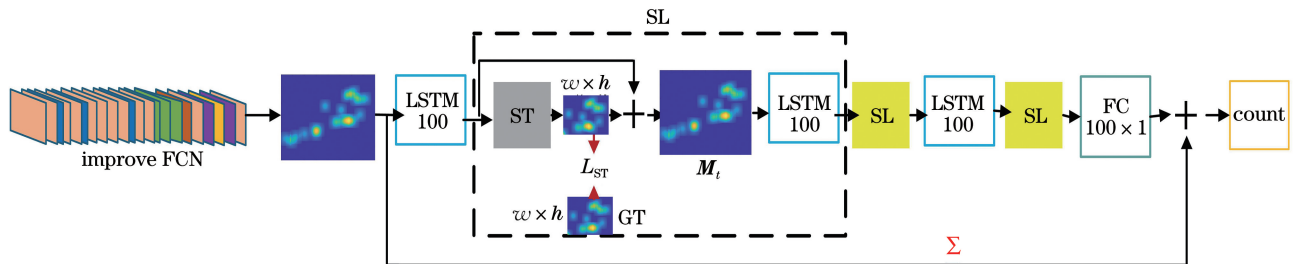 SL
improve FCN
LSTM
100
ST
w × h
L_ST
w × h
GT
M_t
LSTM
100
SL
LSTM
100
SL
FC
100 × 1
count
Σ